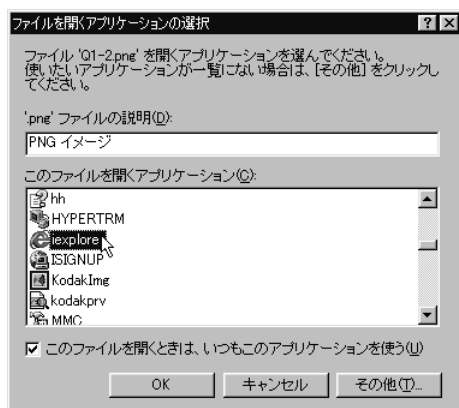 ファイルを開くアプリケーションの選択
ファイル 'Q1-2.png' を開くアプリケーションを選んでください。
使いたいアプリケーションが一覧にない場合は、[その他] をクリックし
てください。
'.png' ファイルの説明(D):
PNG イメージ
このファイルを開くアプリケーション(C):
hh
HYPERTRM
iexplore
ISIGNUP
KodakImg
kodakprv
MMC
このファイルを開くときは、いつもこのアプリケーションを使う(U)
OK
キャンセル
その他(T)...